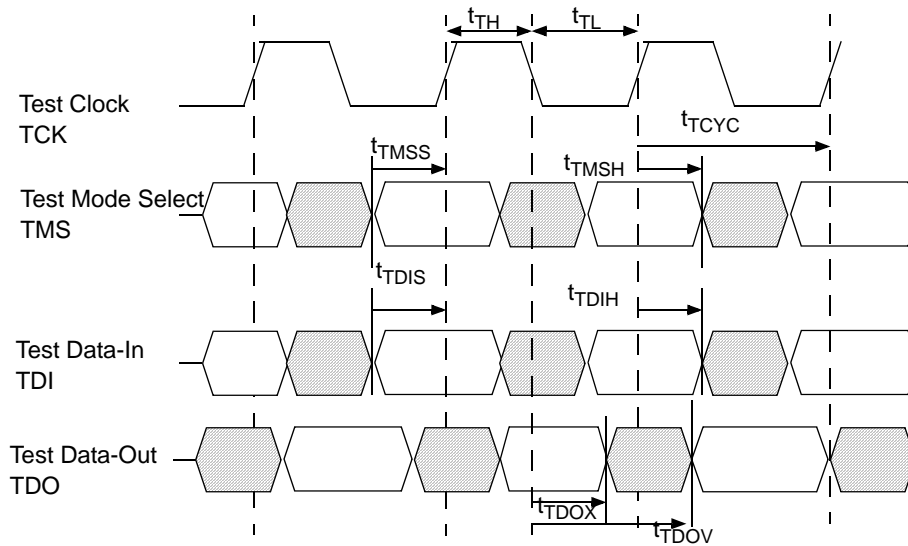 tTH
tTL
Test Clock
TCK
tTCYC
tTMSS
tTMSH
Test Mode Select
TMS
tTDIS
tTDIH
Test Data-In
TDI
Test Data-Out
TDO
tTDOX
tTDOV